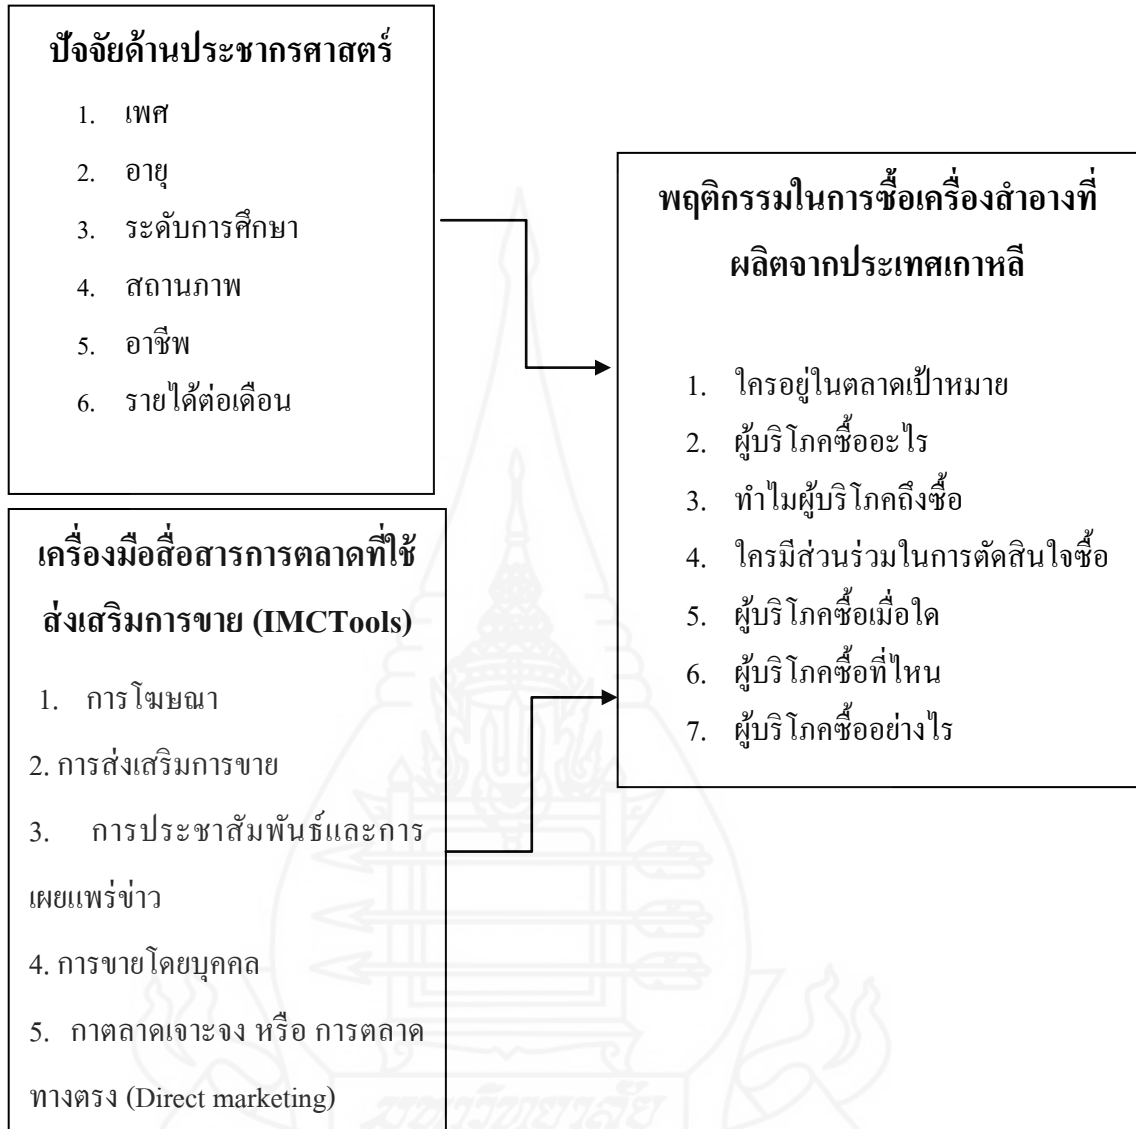 ปัจจัยด้านประชากรศาสตร์
1. เพศ
2. อายุ
3. ระดับการศึกษา
4. สถานภาพ
5. อาชีพ
6. รายได้ต่อเดือน
เครื่องมือสื่อสารการตลาดที่ใช้
ส่งเสริมการขาย (IMCTools)
1. การโฆษณา
2. การส่งเสริมการขาย
3. การประชาสัมพันธ์และการ
เผยแพร่ข่าว
4. การขายโดยบุคคล
5. กาตลาดเจาะจง หรือ การตลาด
ทางตรง (Direct marketing)
พฤติกรรมในการซื้อเครื่องสำอางที่
ผลิตจากประเทศเกาหลี
1. ใครอยู่ในตลาดเป้าหมาย
2. ผู้บริโภคซื้ออะไร
3. ทำไมผู้บริโภคถึงซื้อ
4. ใครมีส่วนร่วมในการตัดสินใจซื้อ
5. ผู้บริโภคซื้อเมื่อใด
6. ผู้บริโภคซื้อที่ไหน
7. ผู้บริโภคซื้ออย่างไร
มหาวิทยาลัย